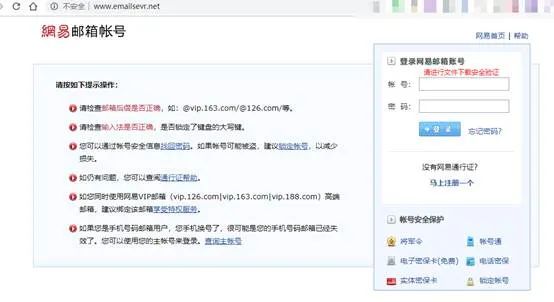 不安全 | www.emailsevr.net
網易邮箱帐号
网易首页 | 帮助
请按如下提示操作：
请检查邮箱后缀是否正确，如：@vip.163.com/@126.com/等。
请检查输入法是否正确，是否锁定了键盘的大写键。
您可以通过帐号安全信息找回密码。如果帐号可能被盗，建议锁定帐号，以减少
损失。
如仍有问题，您可以查阅通行证帮助。
如您同时使用网易VIP邮箱（vip.126.com|vip.163.com|vip.188.com）高端
邮箱，建议绑定该邮箱享受特权服务。
如果您是手机号码邮箱用户，您手机换号了，很可能是您的手机号码邮箱已经失
效了。您可以使用您的主帐号来登录。查询主帐号
登录网易邮箱账号
请进行文件下载安全验证
帐 号：
密 码：
登 录
忘记密码？
没有网易通行证？
马上注册一个
帐号安全保护
将军令
帐号通
电子密保卡(免费)
电话密保
实体密保卡
锁定帐号